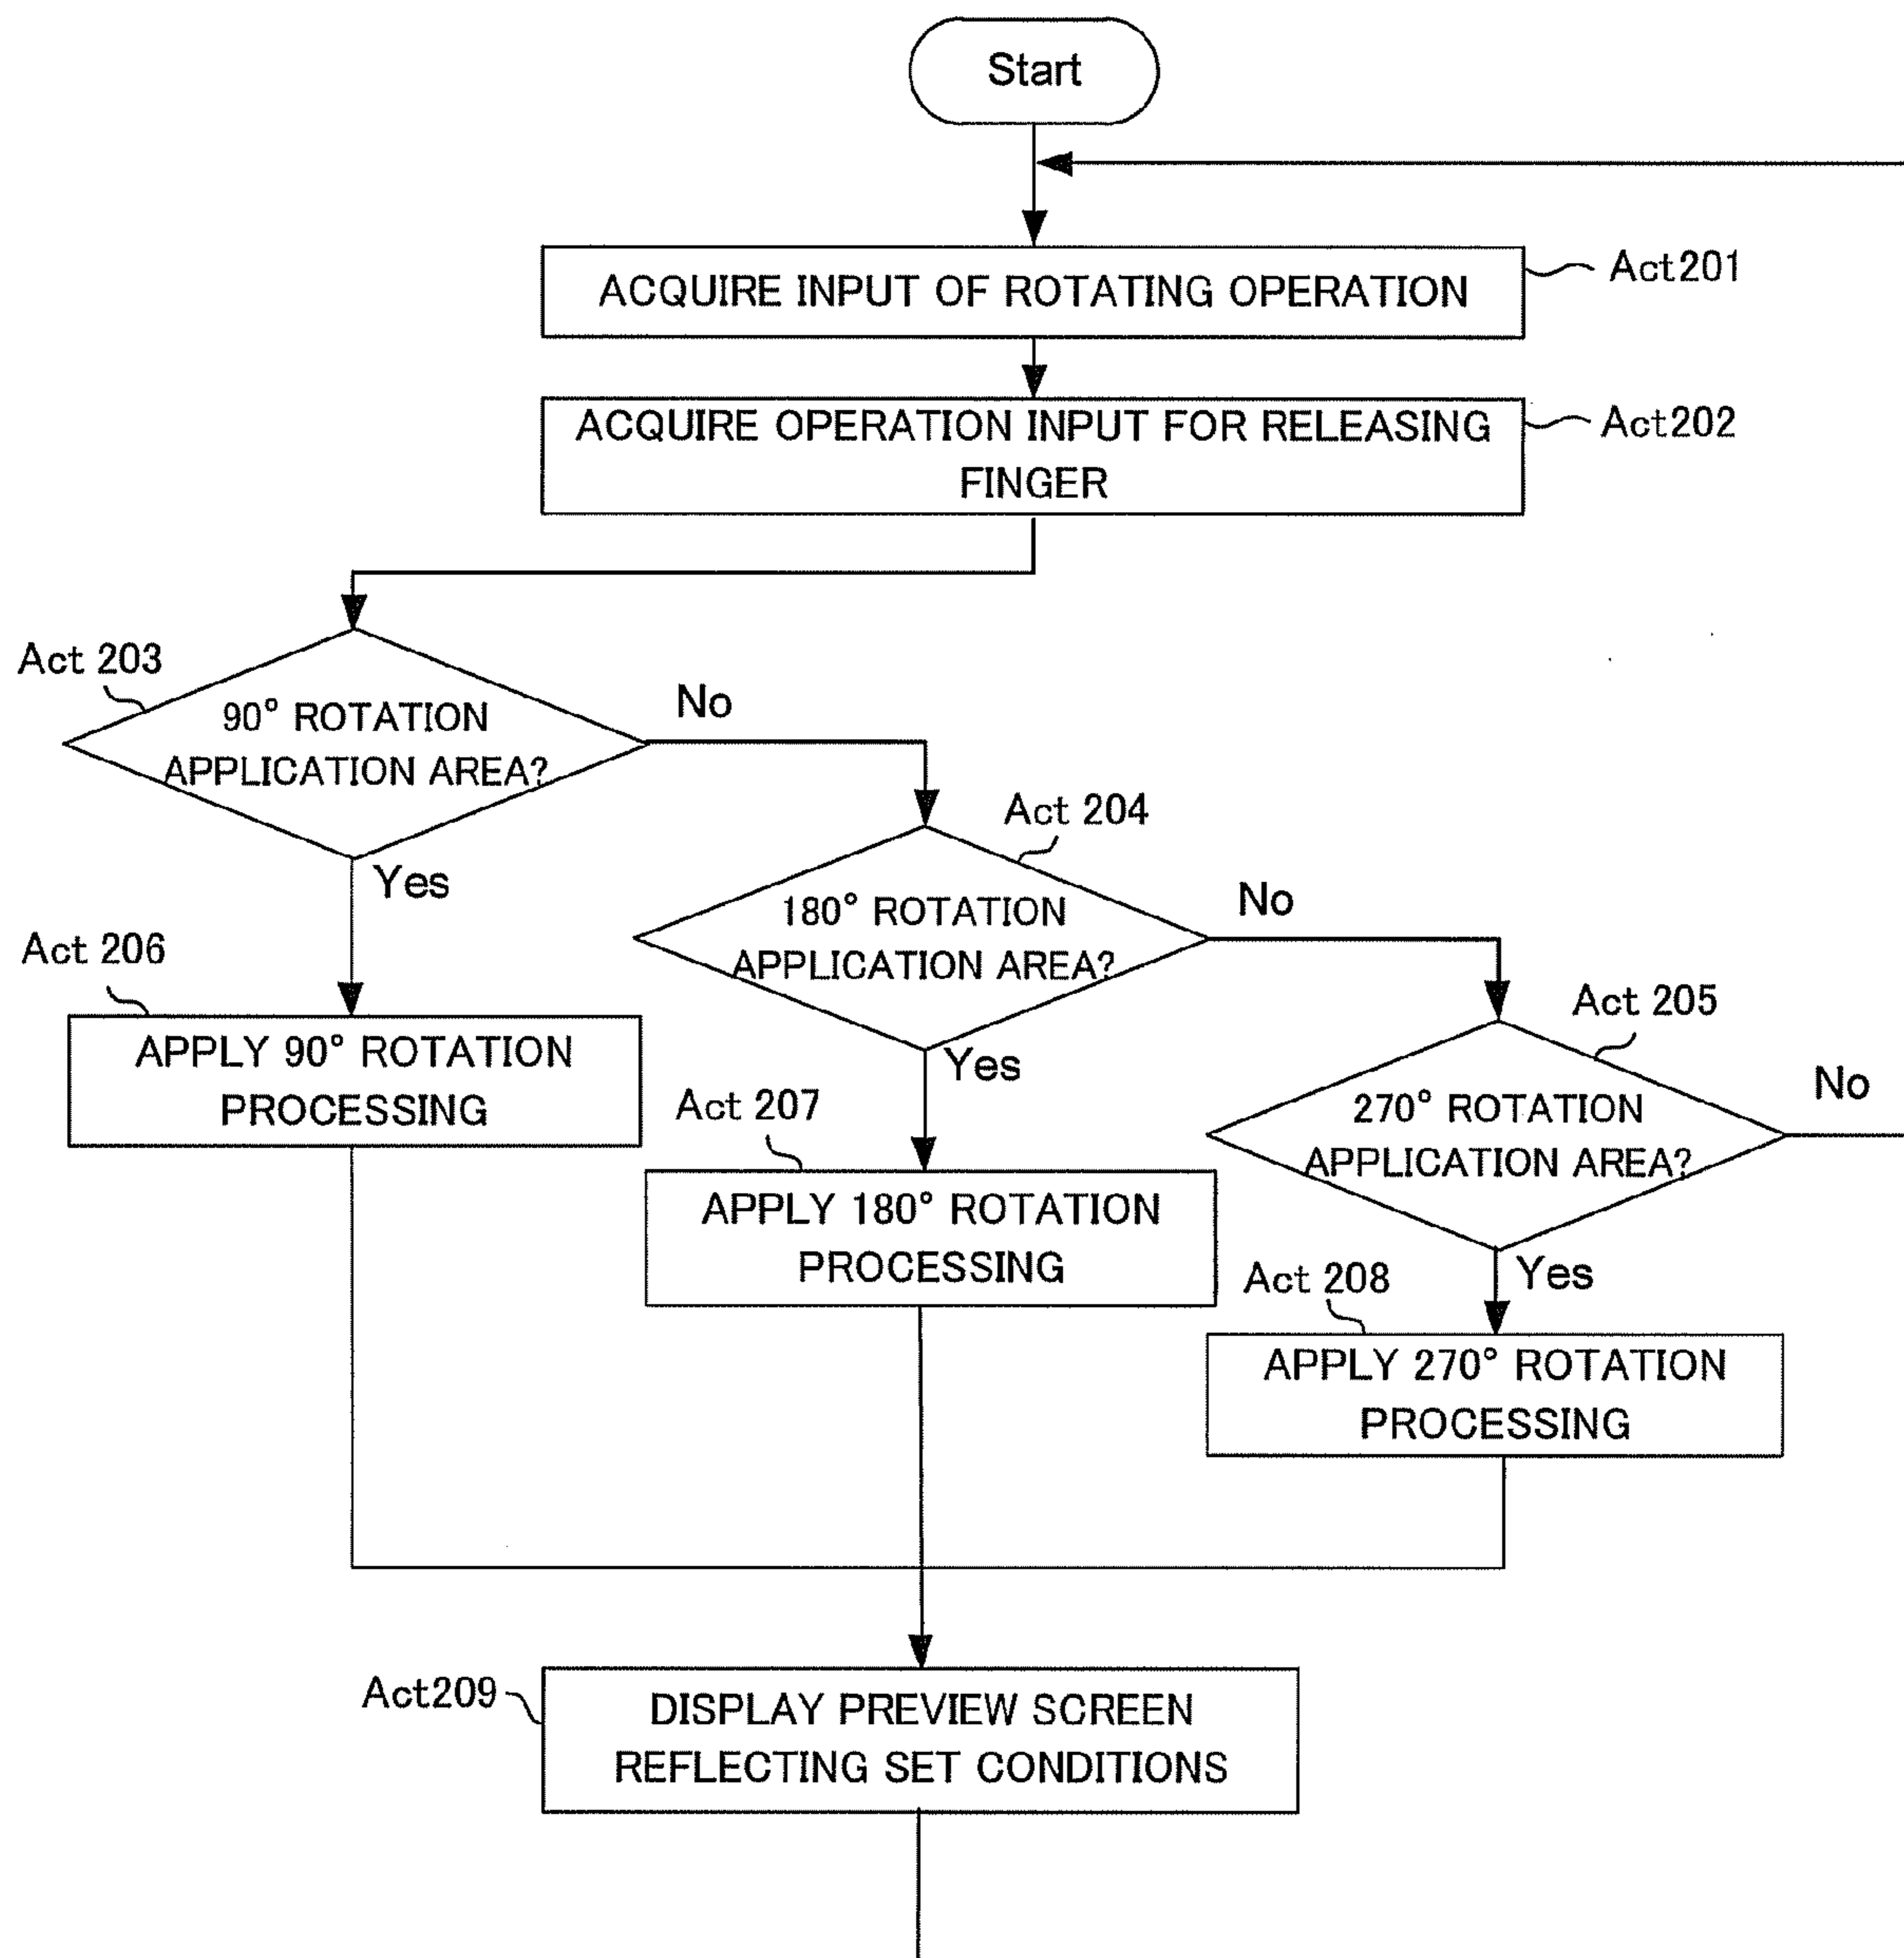 Start
ACQUIRE INPUT OF ROTATING OPERATION
Act201
ACQUIRE OPERATION INPUT FOR RELEASING
FINGER
Act202
Act 203
90° ROTATION
APPLICATION AREA?
No
Yes
Act 204
180° ROTATION
APPLICATION AREA?
No
Yes
Act 205
270° ROTATION
APPLICATION AREA?
No
Yes
Act 206
APPLY 90° ROTATION
PROCESSING
Act 207
APPLY 180° ROTATION
PROCESSING
Act 208
APPLY 270° ROTATION
PROCESSING
Act209
DISPLAY PREVIEW SCREEN
REFLECTING SET CONDITIONS